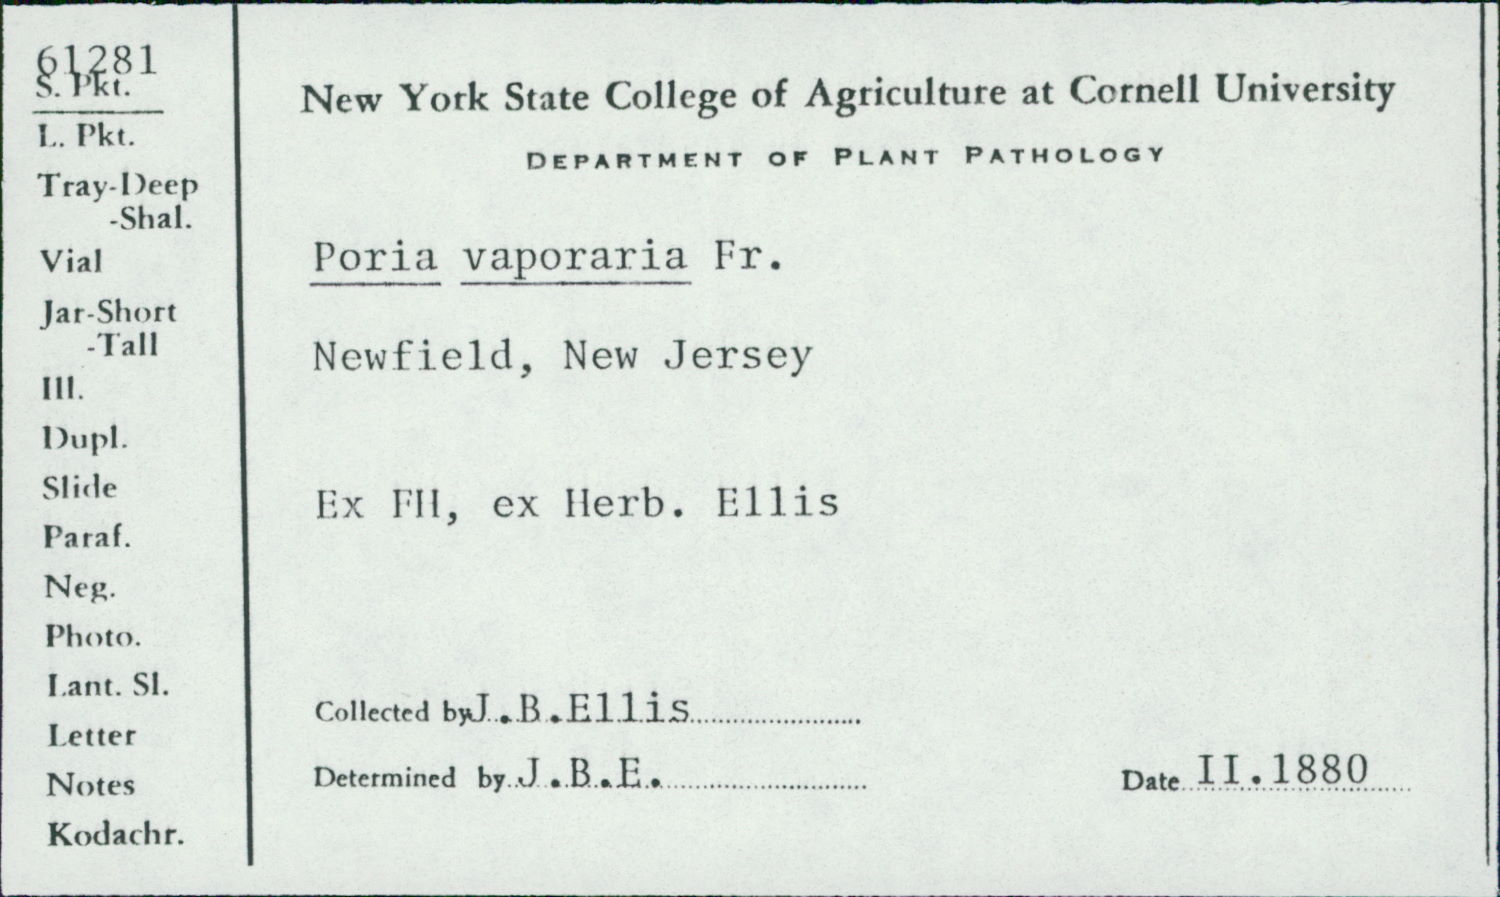 61281
S. Pkt.
L. Pkt.
Tray-Deep
-Shal.
Vial
Jar-Short
-Tall
Ill.
Dupl.
Slide
Paraf.
Neg.
Photo.
Lant. Sl.
Letter
Notes
Kodachr.
New York State College of Agriculture at Cornell University
DEPARTMENT OF PLANT PATHOLOGY
Poria vaporaria Fr.
Newfield, New Jersey
Ex FH, ex Herb. Ellis
Collected by J.B.Ellis
Determined by J.B.E.
Date II.1880